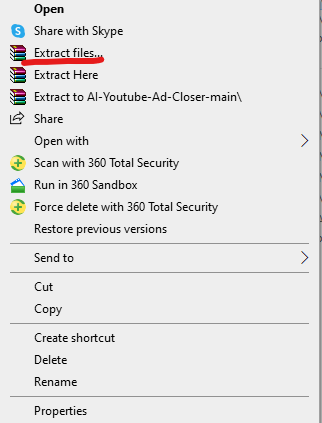 Open
Share with Skype
Extract files...
Extract Here
Extract to AI-Youtube-Ad-Closer-main\
Share
Open with
Scan with 360 Total Security
Run in 360 Sandbox
Force delete with 360 Total Security
Restore previous versions
Send to
Cut
Copy
Create shortcut
Delete
Rename
Properties